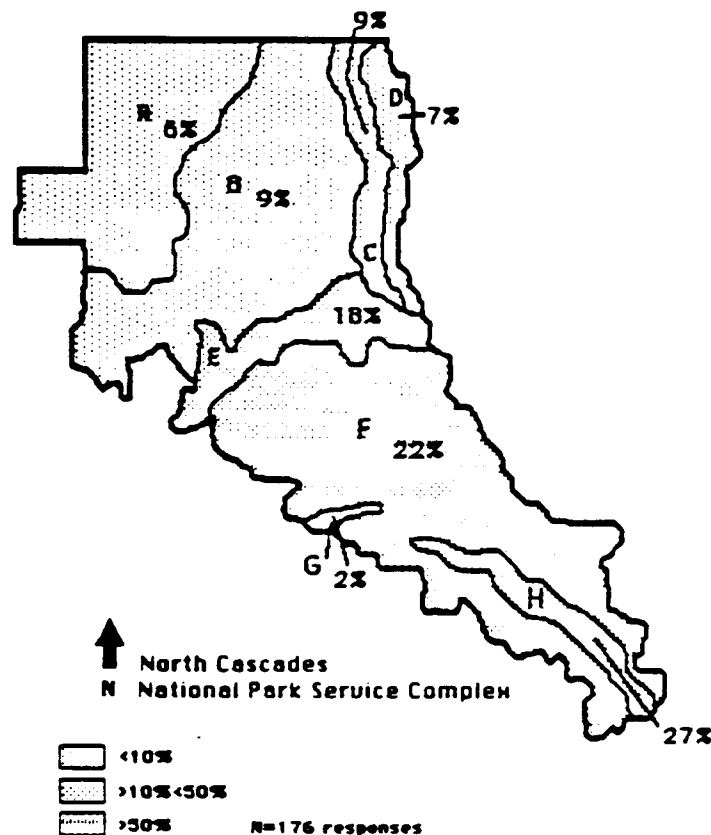 9%
D
7%
A
6%
B
9%
C
18%
E
F
22%
G
2%
H
27%
North Cascades
N National Park Service Complex
<10%
>10%<50%
>50% N=176 responses